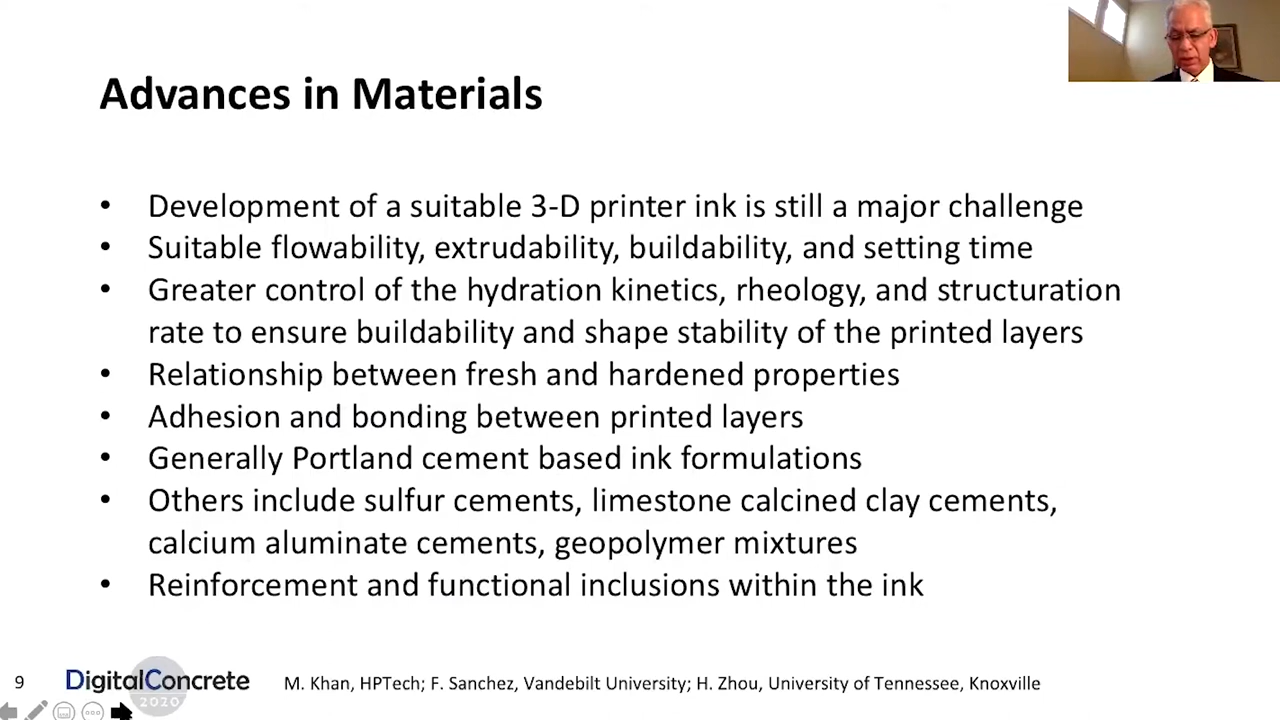 Advances in Materials
• Development of a suitable 3-D printer ink is still a major challenge
• Suitable flowability, extrudability, buildability, and setting time
• Greater control of the hydration kinetics, rheology, and structuration
rate to ensure buildability and shape stability of the printed layers
• Relationship between fresh and hardened properties
• Adhesion and bonding between printed layers
• Generally Portland cement based ink formulations
• Others include sulfur cements, limestone calcined clay cements,
calcium aluminate cements, geopolymer mixtures
• Reinforcement and functional inclusions within the ink
9
DigitalConcrete
2020
M. Khan, HPTech; F. Sanchez, Vandebilt University; H. Zhou, University of Tennessee, Knoxville